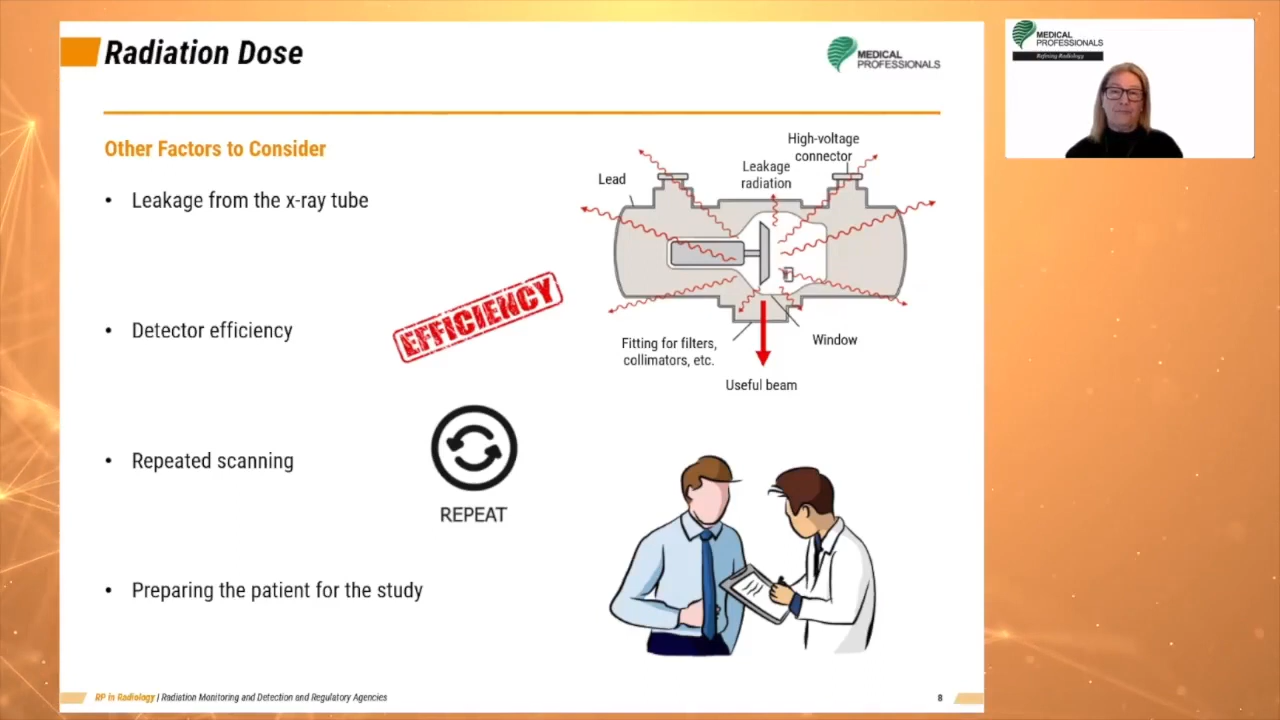 Radiation Dose
MEDICAL
PROFESSIONALS
MEDICAL
PROFESSIONALS
Refining Radiology
Other Factors to Consider
• Leakage from the x-ray tube
• Detector efficiency
• Repeated scanning
• Preparing the patient for the study
EFFICIENCY
REPEAT
High-voltage
connector
Leakage
radiation
Lead
Window
Fitting for filters,
collimators, etc.
Useful beam
RP in Radiology | Radiation Monitoring and Detection and Regulatory Agencies
8